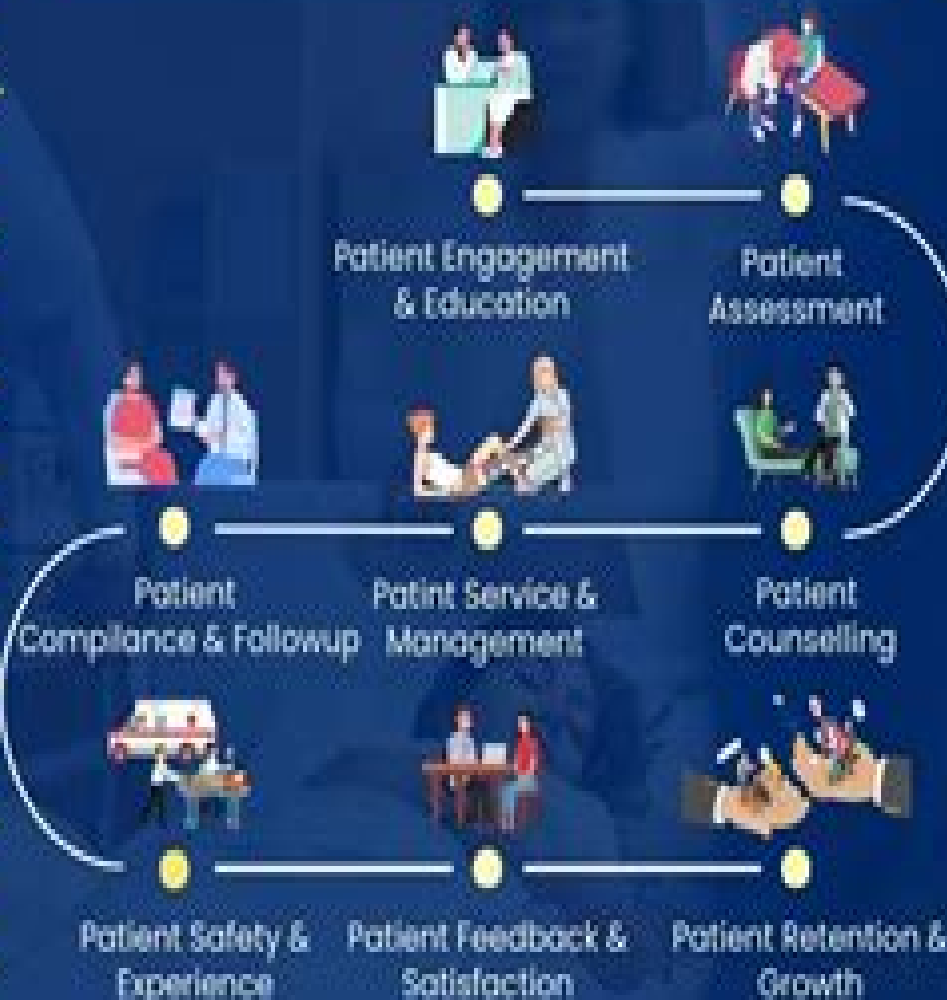 Patient Engagement
& Education
Patient
Assessment
Patient
Compliance & Followup
Patint Service &
Management
Patient
Counselling
Patient Safety &
Experience
Patient Feedback &
Satisfaction
Patient Retention &
Growth